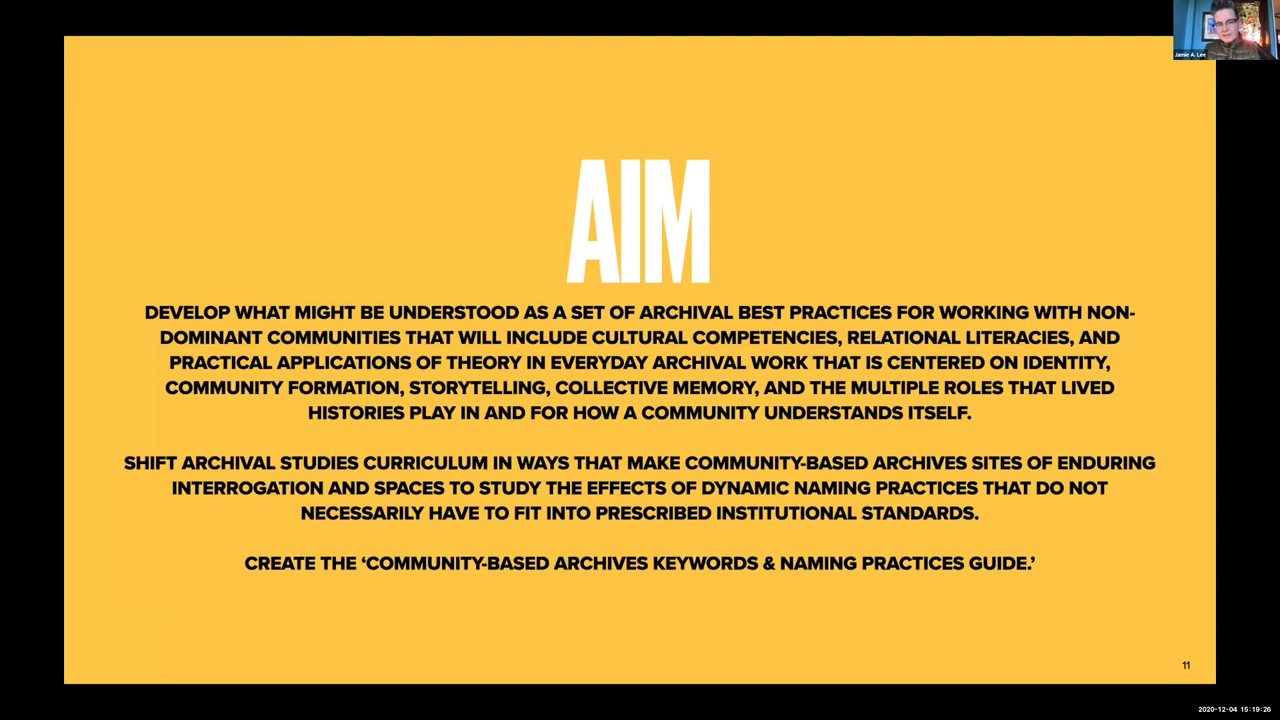 Jamie A. Lee
AIM
DEVELOP WHAT MIGHT BE UNDERSTOOD AS A SET OF ARCHIVAL BEST PRACTICES FOR WORKING WITH NON-
DOMINANT COMMUNITIES THAT WILL INCLUDE CULTURAL COMPETENCIES, RELATIONAL LITERACIES, AND
PRACTICAL APPLICATIONS OF THEORY IN EVERYDAY ARCHIVAL WORK THAT IS CENTERED ON IDENTITY,
COMMUNITY FORMATION, STORYTELLING, COLLECTIVE MEMORY, AND THE MULTIPLE ROLES THAT LIVED
HISTORIES PLAY IN AND FOR HOW A COMMUNITY UNDERSTANDS ITSELF.
SHIFT ARCHIVAL STUDIES CURRICULUM IN WAYS THAT MAKE COMMUNITY-BASED ARCHIVES SITES OF ENDURING
INTERROGATION AND SPACES TO STUDY THE EFFECTS OF DYNAMIC NAMING PRACTICES THAT DO NOT
NECESSARILY HAVE TO FIT INTO PRESCRIBED INSTITUTIONAL STANDARDS.
CREATE THE ‘COMMUNITY-BASED ARCHIVES KEYWORDS & NAMING PRACTICES GUIDE.’
11
2020-12-04 15:19:26